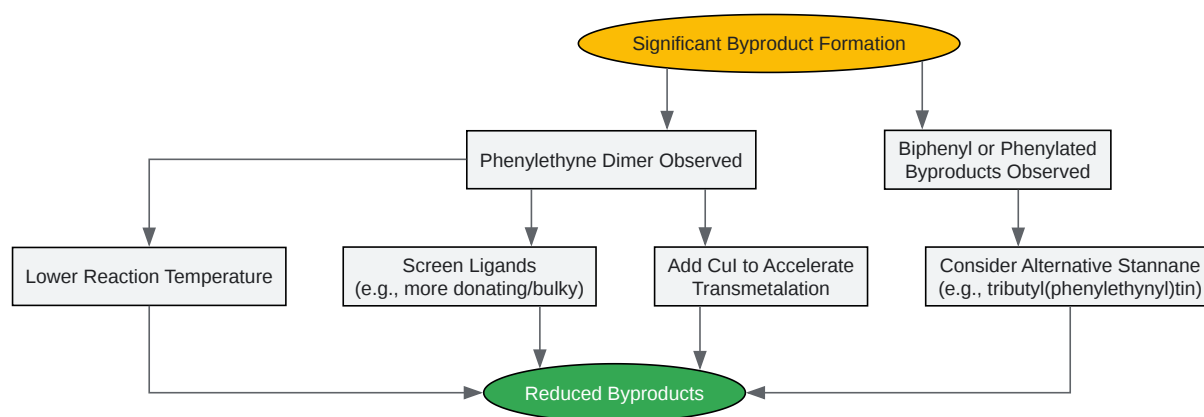 Significant Byproduct Formation
Phenylethyne Dimer Observed
Biphenyl or Phenylated
Byproducts Observed
Lower Reaction Temperature
Screen Ligands
(e.g., more donating/bulky)
Add CuI to Accelerate
Transmetalation
Consider Alternative Stannane
(e.g., tributyl(phenylethynyl)tin)
Reduced Byproducts